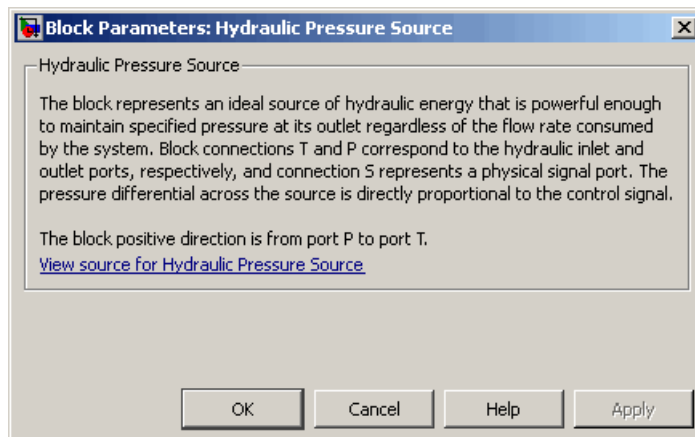 Block Parameters: Hydraulic Pressure Source
Hydraulic Pressure Source
The block represents an ideal source of hydraulic energy that is powerful enough
to maintain specified pressure at its outlet regardless of the flow rate consumed
by the system. Block connections T and P correspond to the hydraulic inlet and
outlet ports, respectively, and connection S represents a physical signal port. The
pressure differential across the source is directly proportional to the control signal.
The block positive direction is from port P to port T.
View source for Hydraulic Pressure Source
OK
Cancel
Help
Apply